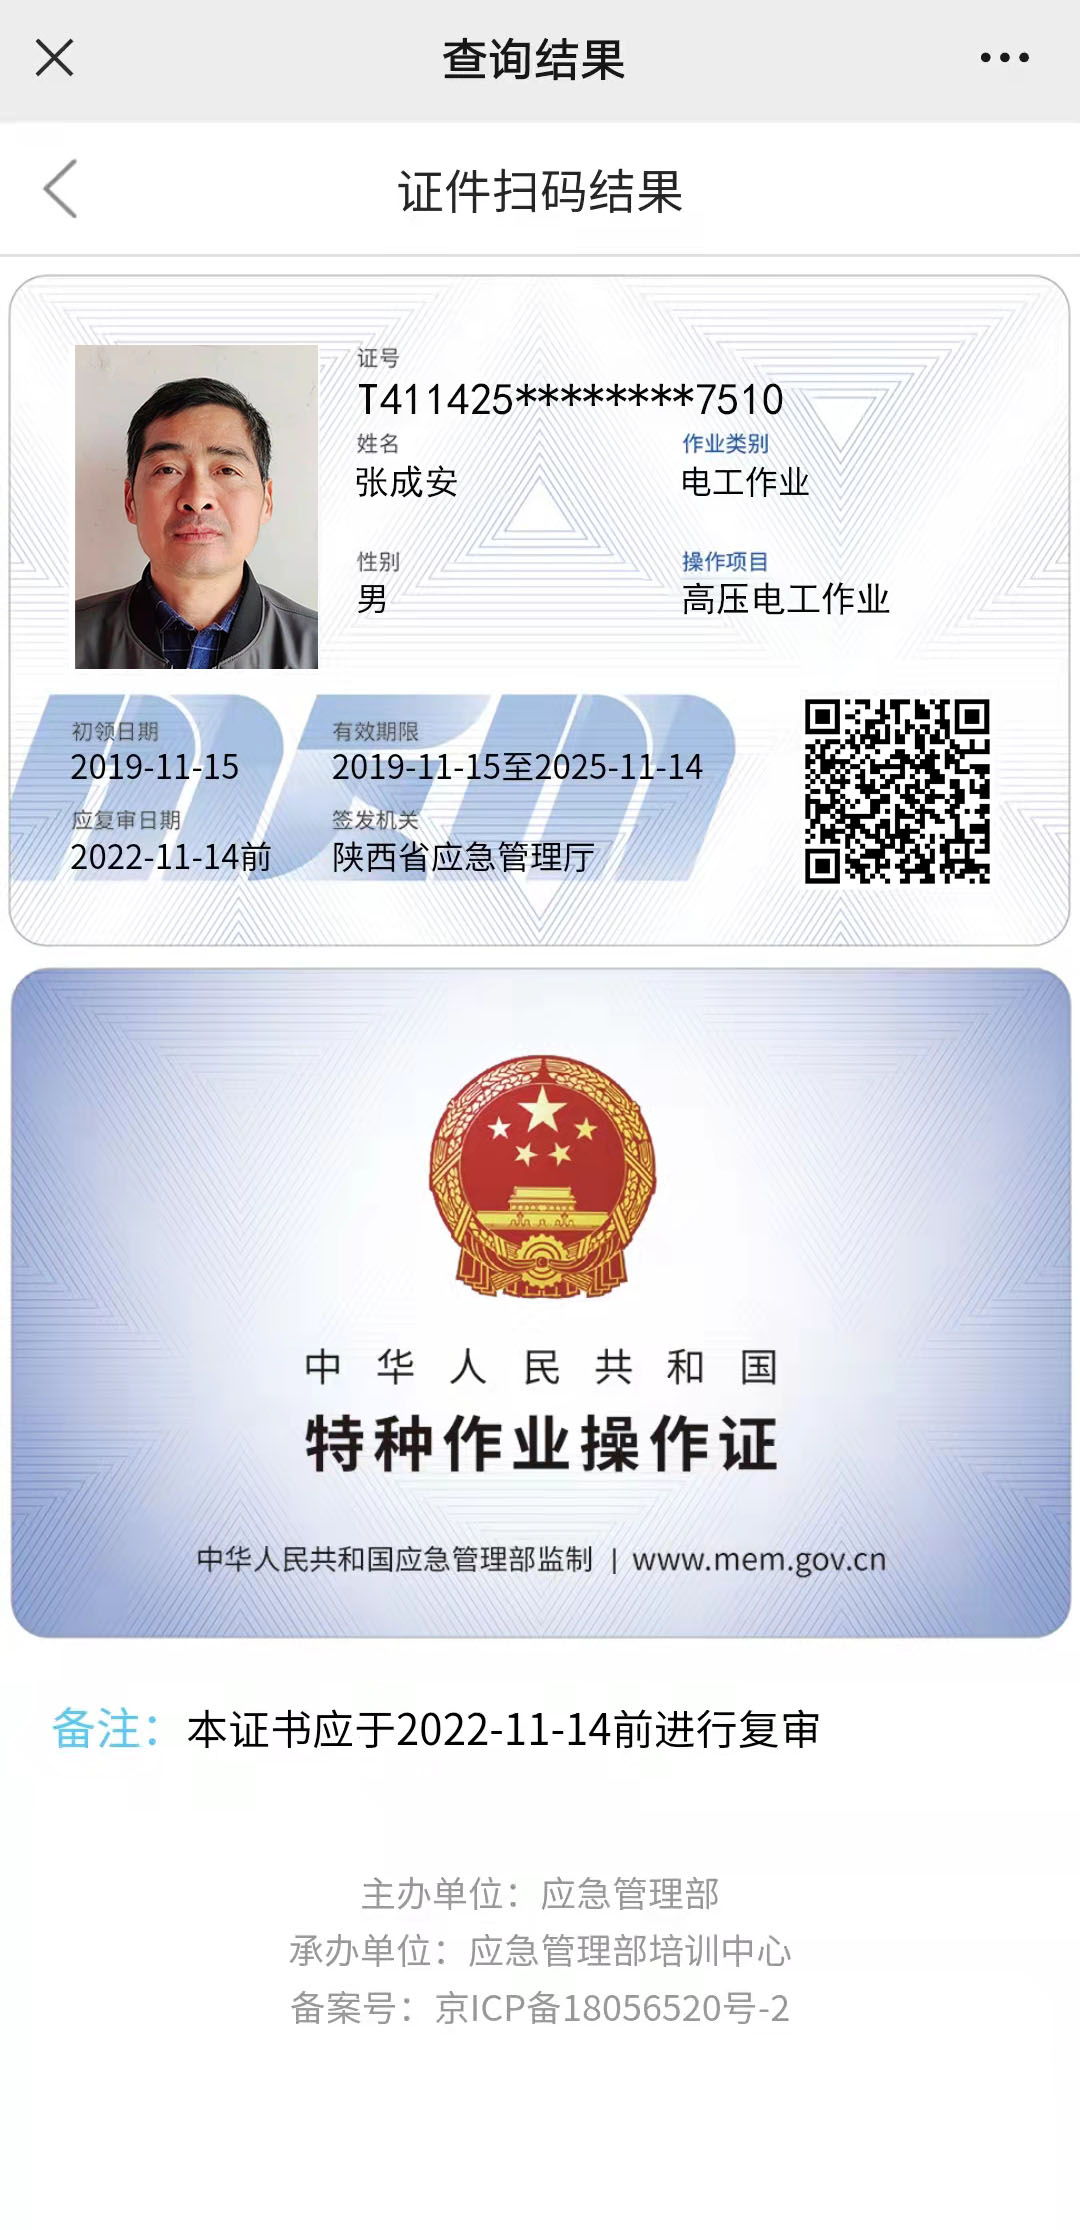 查询结果
证件扫码结果
证号
T411425********7510
姓名
作业类别
张成安
电工作业
性别
操作项目
男
高压电工作业
初领日期
有效期限
2019-11-15
2019-11-15至2025-11-14
应复审日期
签发机关
2022-11-14前
陕西省应急管理厅
中华人民共和国
特种作业操作证
中华人民共和国应急管理部监制 | www.mem.gov.cn
备注：本证书应于2022-11-14前进行复审
主办单位：应急管理部
承办单位：应急管理部培训中心
备案号：京ICP备18056520号-2